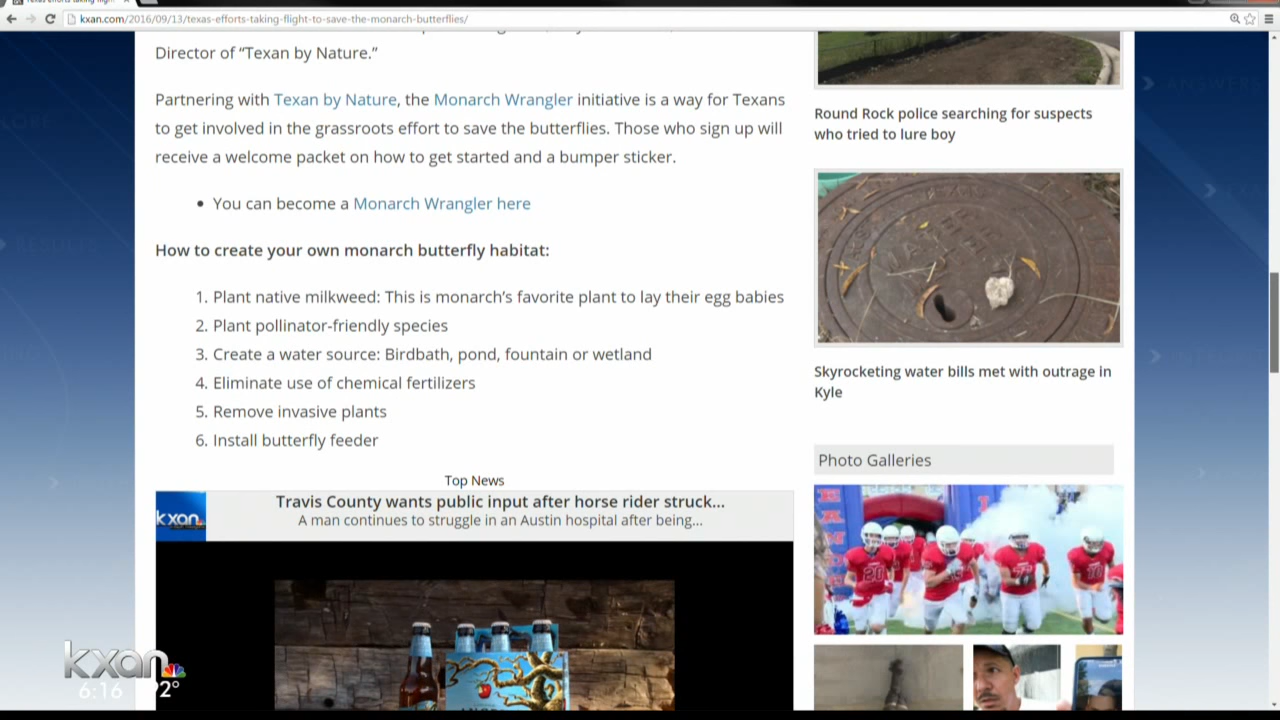 kxan.com/2016/09/13/texas-efforts-taking-flight-to-save-the-monarch-butterflies/
Director of “Texan by Nature.”
Partnering with Texan by Nature, the Monarch Wrangler initiative is a way for Texans
to get involved in the grassroots effort to save the butterflies. Those who sign up will
receive a welcome packet on how to get started and a bumper sticker.
• You can become a Monarch Wrangler here
How to create your own monarch butterfly habitat:
1. Plant native milkweed: This is monarch’s favorite plant to lay their egg babies
2. Plant pollinator-friendly species
3. Create a water source: Birdbath, pond, fountain or wetland
4. Eliminate use of chemical fertilizers
5. Remove invasive plants
6. Install butterfly feeder
Top News
kxan
Travis County wants public input after horse rider struck...
A man continues to struggle in an Austin hospital after being...
Round Rock police searching for suspects
who tried to lure boy
Skyrocketing water bills met with outrage in
Kyle
Photo Galleries
20
kxan
6:16
92°